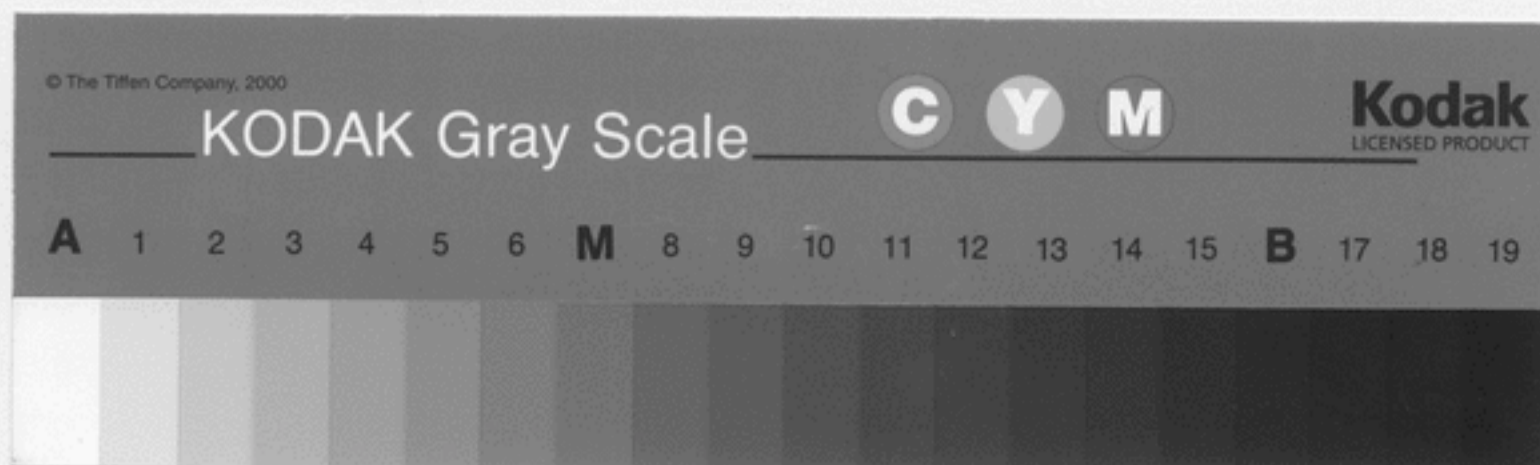 © The Tiffen Company, 2000
KODAK Gray Scale
C Y M
Kodak
LICENSED PRODUCT
A 1 2 3 4 5 6 M 8 9 10 11 12 13 14 15 B 17 18 19